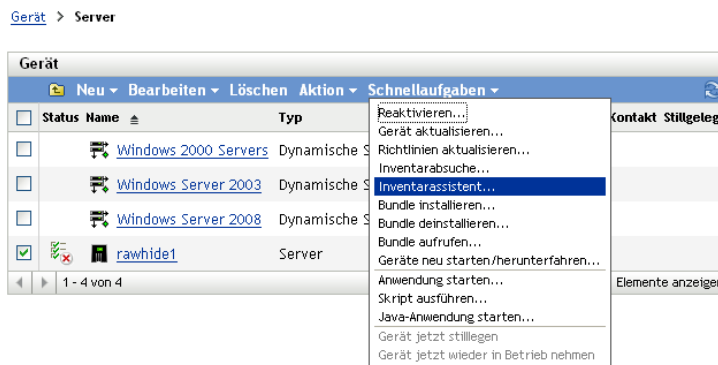 Gerät > Server
Gerät
Neu Bearbeiten Löschen Aktion Schnellaufgaben
Status Name Typ Kontakt Stillgeleg
Windows 2000 Servers Dynamische S
Windows Server 2003 Dynamische S
Windows Server 2008 Dynamische S
rawhide1 Server
1 - 4 von 4 Elemente anzeigen
Reaktivieren...
Gerät aktualisieren...
Richtlinien aktualisieren...
Inventarabsuche...
Inventarassistent...
Bundle installieren...
Bundle deinstallieren...
Bundle aufrufen...
Geräte neu starten/herunterfahren...
Anwendung starten...
Skript ausführen...
Java-Anwendung starten...
Gerät jetzt stilllegen
Gerät jetzt wieder in Betrieb nehmen